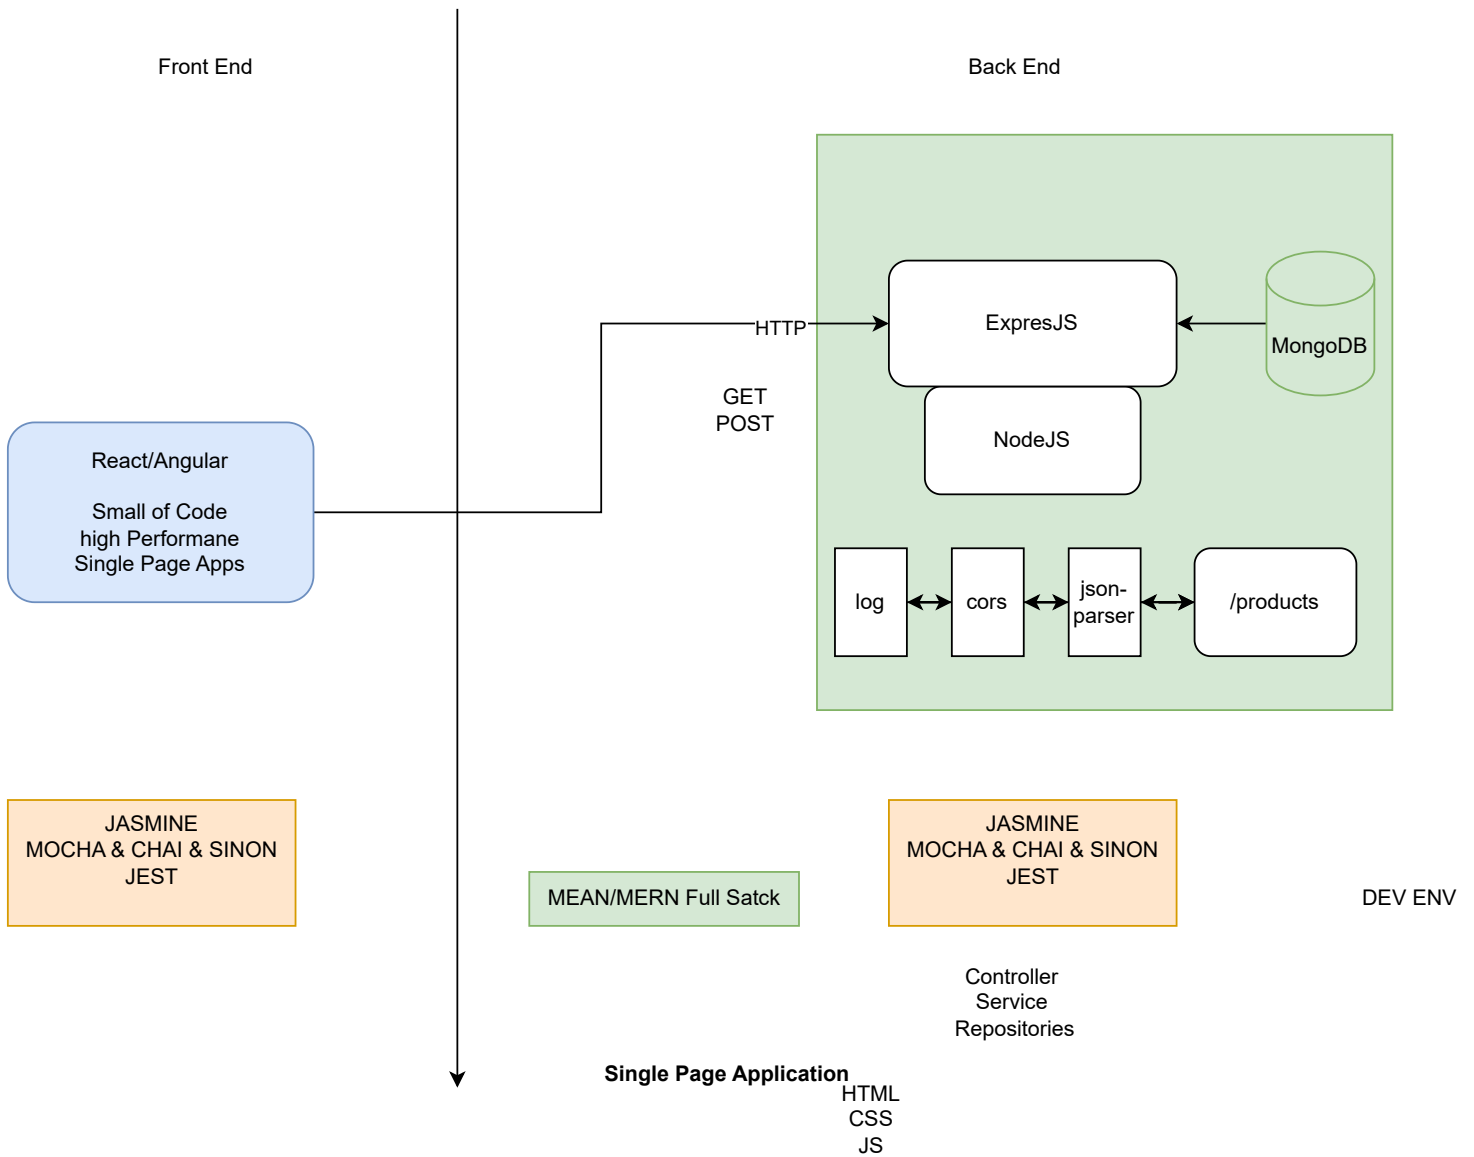 Front End
Back End
ExpresJS
HTTP
MongoDB
GET
POST
NodeJS
React/Angular
Small of Code
high Performane
Single Page Apps
log
cors
json-
parser
/products
JASMINE
MOCHA & CHAI & SINON
JEST
MEAN/MERN Full Satck
JASMINE
MOCHA & CHAI & SINON
JEST
DEV ENV
Controller
Service
Repositories
Single Page Application
HTML
CSS
JS